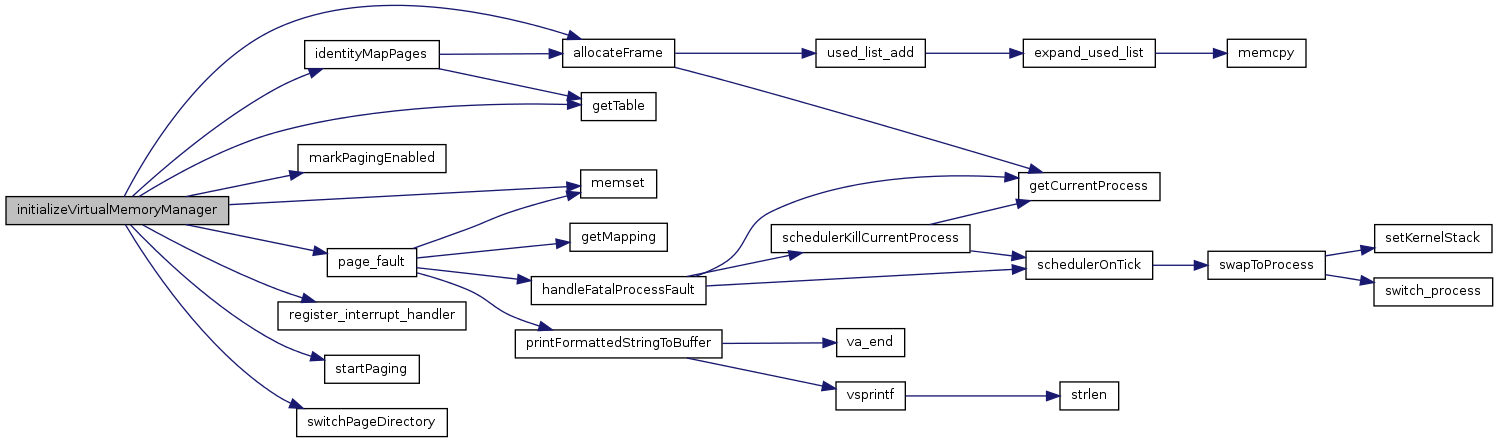 initializeVirtualMemoryManager
identityMapPages
markPagingEnabled
page_fault
register_interrupt_handler
startPaging
switchPageDirectory
allocateFrame
getTable
memset
getMapping
handleFatalProcessFault
printFormattedStringToBuffer
used_list_add
schedulerKillCurrentProcess
va_end
vsprintf
expand_used_list
getCurrentProcess
schedulerOnTick
strlen
memcpy
swapToProcess
setKernelStack
switch_process